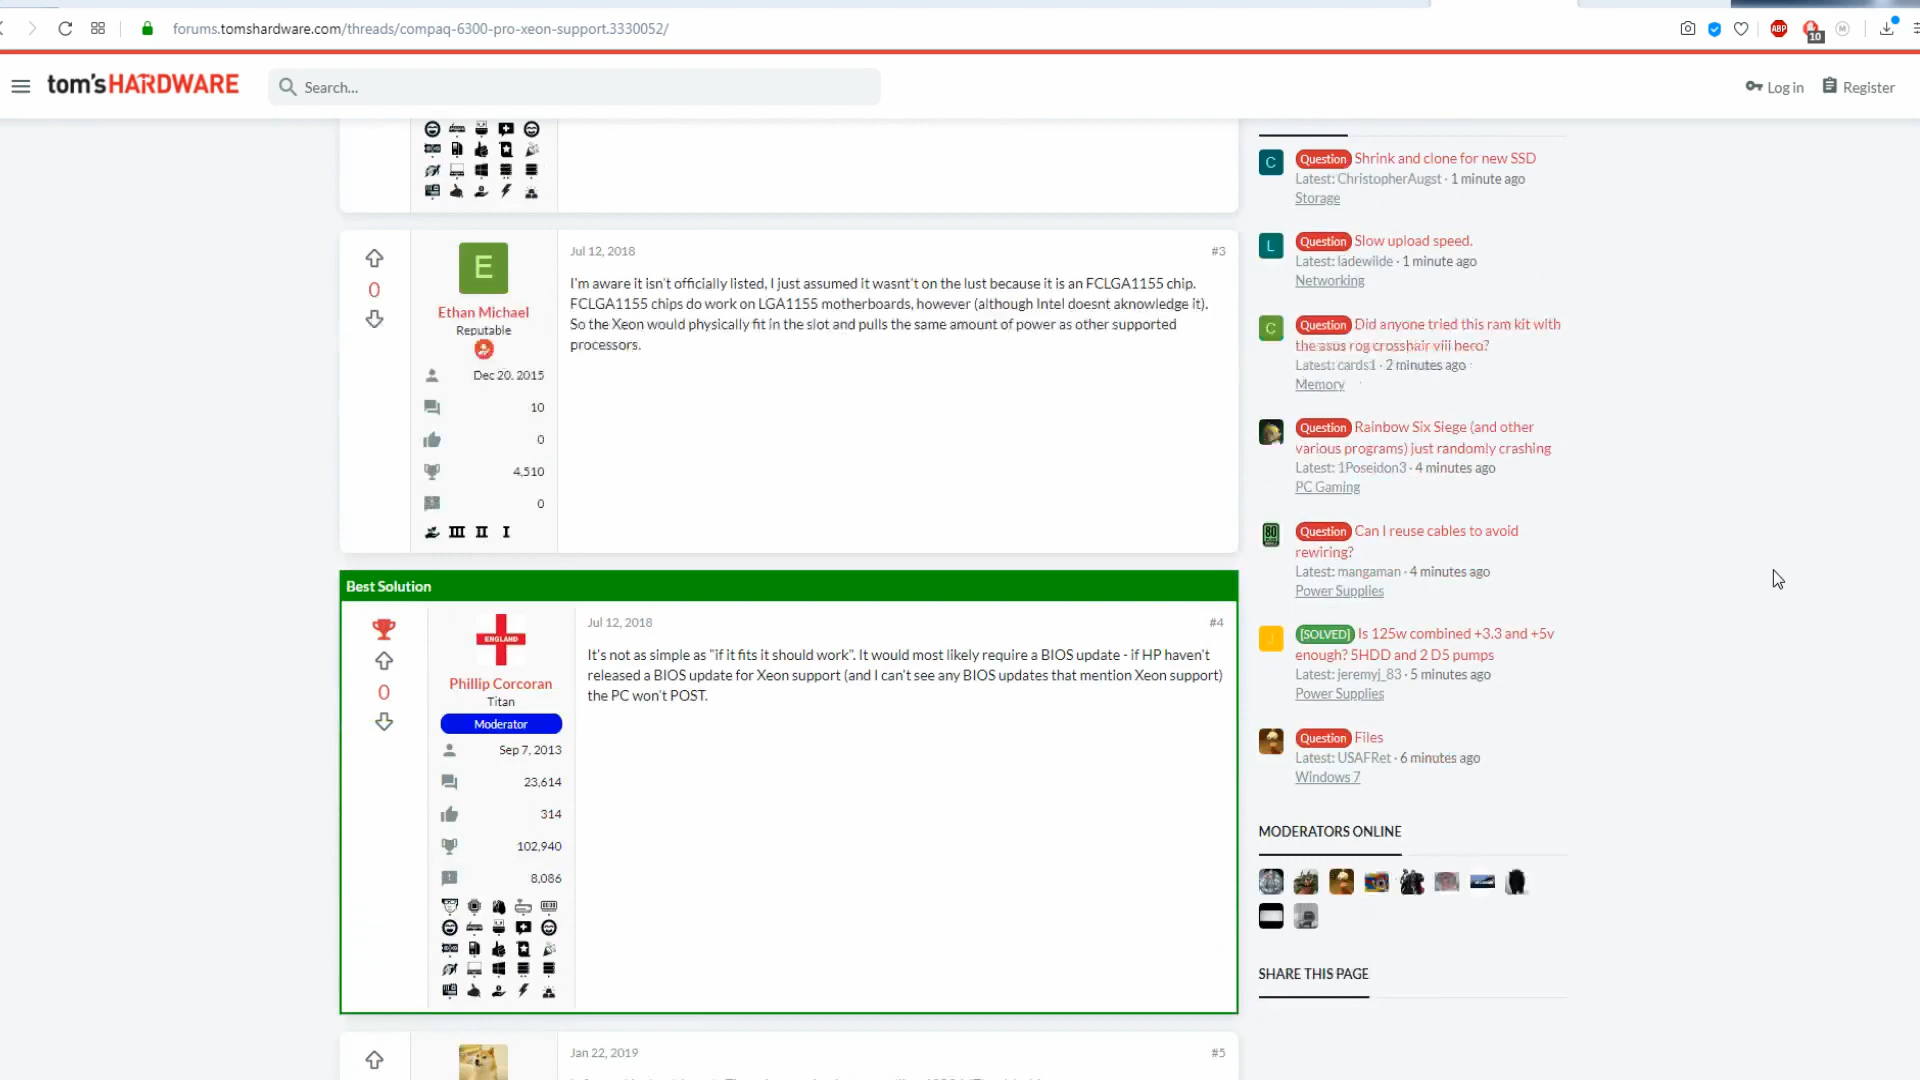 forums.tomshardware.com/threads/compaq-6300-pro-xeon-support.3330052/
ABP
10
M
tom'sHARDWARE
Search...
Log in
Register
Jul 12, 2018
#3
E
0
Ethan Michael
Reputable
Dec 20, 2015
10
0
4,510
0
III II I
I'm aware it isn't officially listed, I just assumed it wasnt't on the lust because it is an FCLGA1155 chip.
FCLGA1155 chips do work on LGA1155 motherboards, however (although Intel doesnt aknowledge it).
So the Xeon would physically fit in the slot and pulls the same amount of power as other supported
processors.
Best Solution
Jul 12, 2018
#4
ENGLAND
0
Phillip Corcoran
Titan
Moderator
Sep 7, 2013
23,614
314
102,940
8,086
It's not as simple as "if it fits it should work". It would most likely require a BIOS update - if HP haven't
released a BIOS update for Xeon support (and I can't see any BIOS updates that mention Xeon support)
the PC won't POST.
Jan 22, 2019
#5
C
Question Shrink and clone for new SSD
Latest: ChristopherAugst · 1 minute ago
Storage
L
Question Slow upload speed.
Latest: ladewilde · 1 minute ago
Networking
C
Question Did anyone tried this ram kit with
the asus rog crosshair viii hero?
Latest: cards1 · 2 minutes ago
Memory
Question Rainbow Six Siege (and other
various programs) just randomly crashing
Latest: 1Poseidon3 · 4 minutes ago
PC Gaming
80
Question Can I reuse cables to avoid
rewiring?
Latest: mangaman · 4 minutes ago
Power Supplies
J
[SOLVED] Is 125w combined +3.3 and +5v
enough? 5HDD and 2 D5 pumps
Latest: jeremyj_83 · 5 minutes ago
Power Supplies
Question Files
Latest: USAFRet · 6 minutes ago
Windows 7
MODERATORS ONLINE
SHARE THIS PAGE